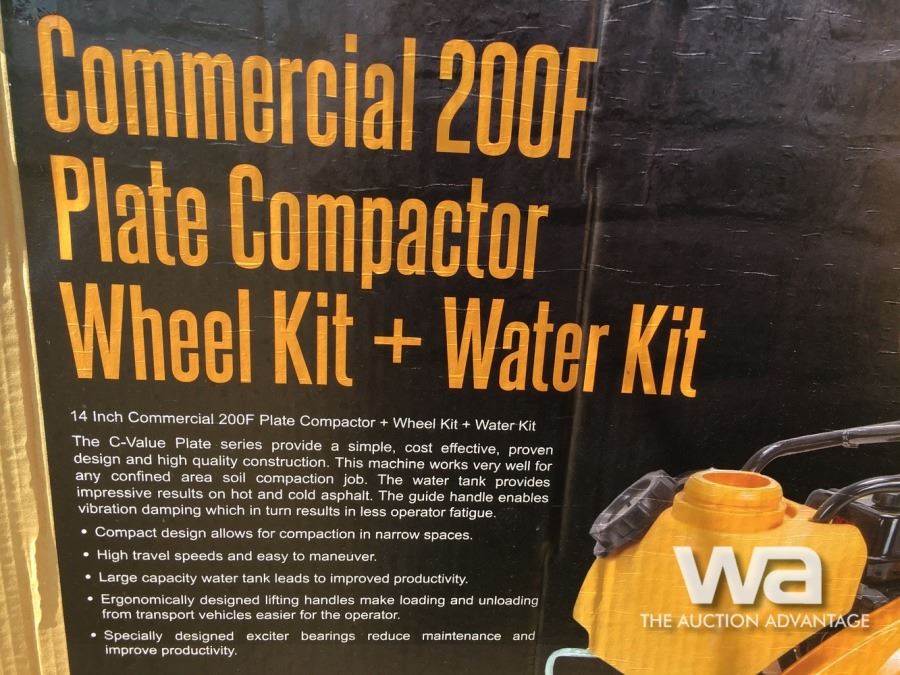 Commercial 200F
Plate Compactor
Wheel Kit + Water Kit
14 Inch Commercial 200F Plate Compactor + Wheel Kit + Water Kit
The C-Value Plate series provide a simple, cost effective, proven
design and high quality construction. This machine works very well for
any confined area soil compaction job. The water tank provides
impressive results on hot and cold asphalt. The guide handle enables
vibration damping which in turn results in less operator fatigue.
• Compact design allows for compaction in narrow spaces.
• High travel speeds and easy to maneuver.
• Large capacity water tank leads to improved productivity.
• Ergonomically designed lifting handles make loading and unloading
from transport vehicles easier for the operator.
• Specially designed exciter bearings reduce maintenance and
improve productivity.
wa
THE AUCTION ADVANTAGE